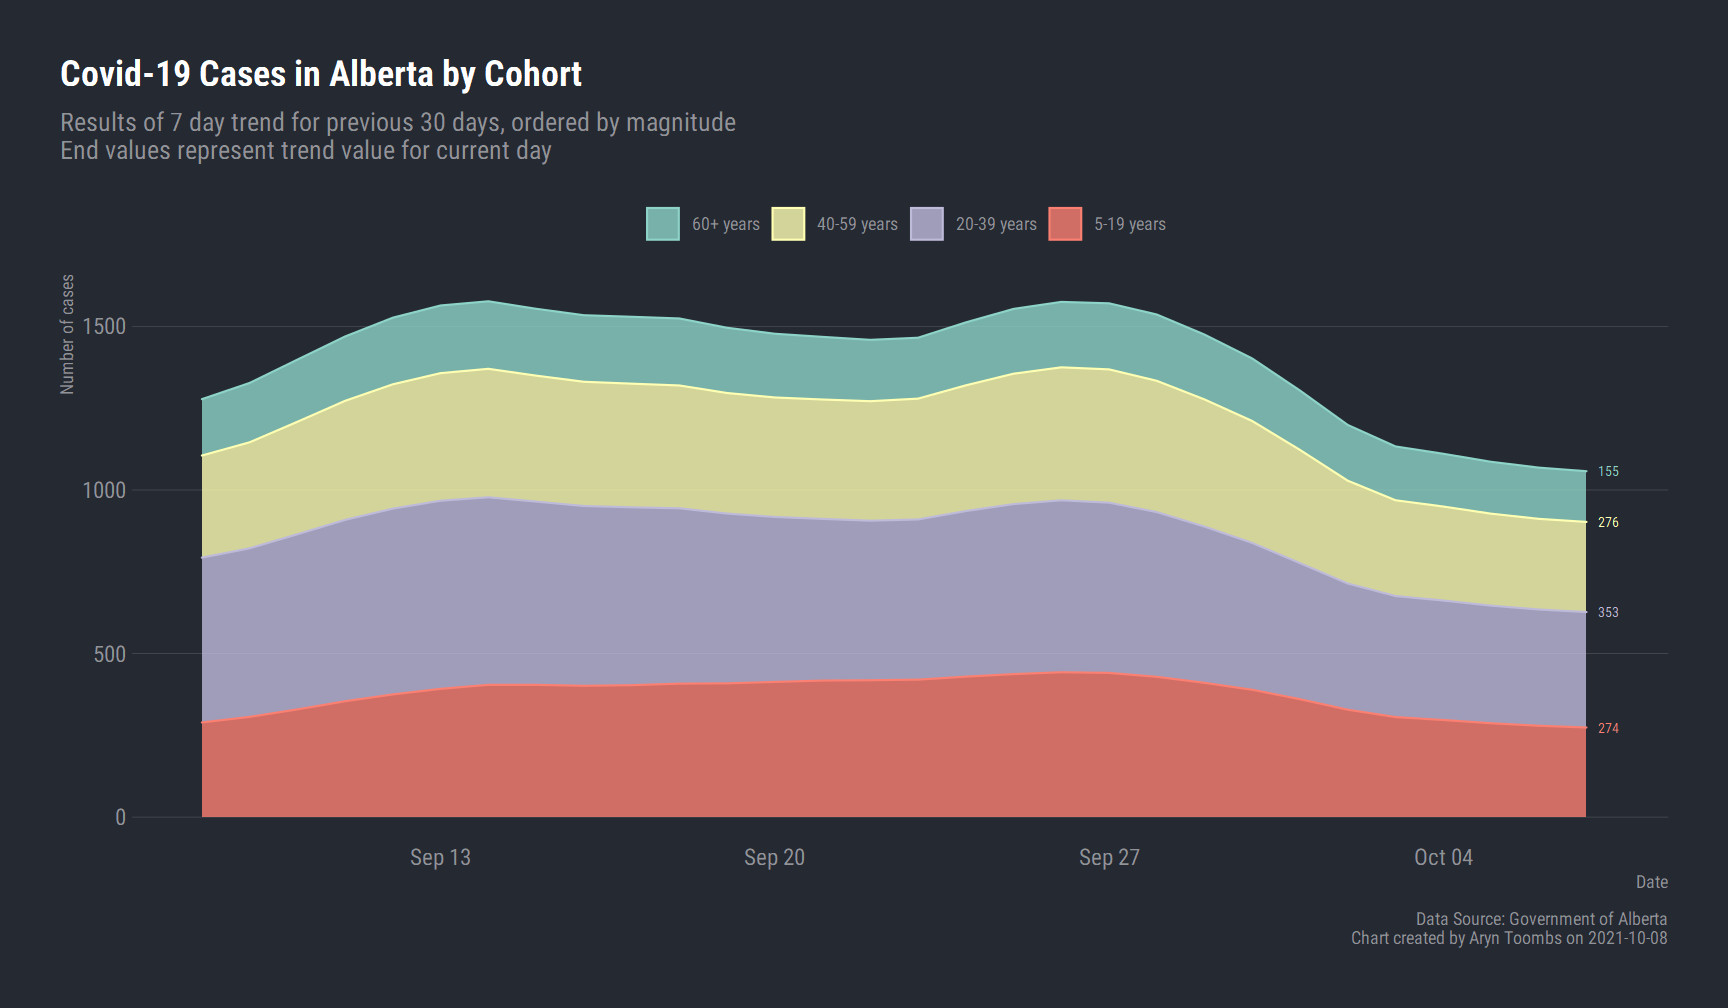 Covid-19 Cases in Alberta by Cohort
Results of 7 day trend for previous 30 days, ordered by magnitude
End values represent trend value for current day
60+ years 40-59 years 20-39 years 5-19 years
Number of cases
1500
1000
500
0
155
276
353
274
Sep 13 Sep 20 Sep 27 Oct 04
Date
Data Source: Government of Alberta
Chart created by Aryn Toombs on 2021-10-08